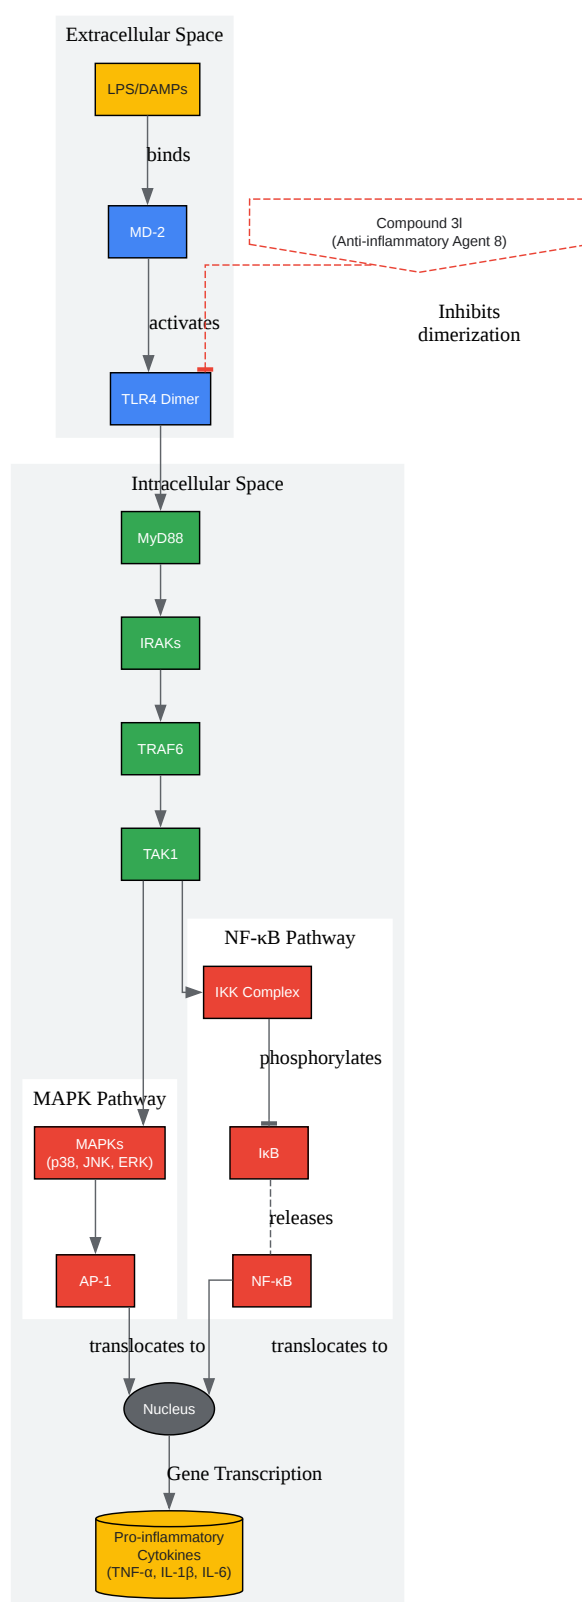 Extracellular Space
LPS/DAMPs
binds
MD-2
Compound 3l
(Anti-inflammatory Agent 8)
Inhibits
dimerization
activates
TLR4 Dimer
Intracellular Space
MyD88
IRAKs
TRAF6
TAK1
NF-κB Pathway
IKK Complex
phosphorylates
MAPK Pathway
MAPKs
(p38, JNK, ERK)
IκB
releases
AP-1
NF-κB
translocates to
translocates to
Nucleus
Gene Transcription
Pro-inflammatory
Cytokines
(TNF-α, IL-1β, IL-6)